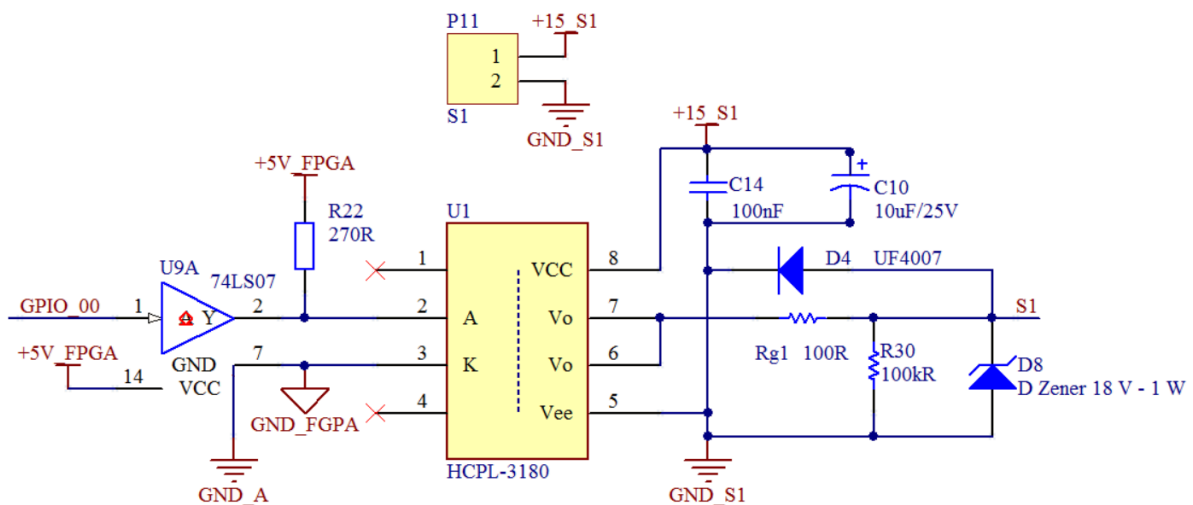 P11
+15_S1
1
2
S1
GND_S1
+15_S1
+5V_FPGA
C14
100nF
C10
10uF/25V
R22
270R
U1
U9A
74LS07
1
VCC
8
D4
UF4007
GPIO_00
1
A Y
2
2
A
Vo
7
S1
+5V_FPGA
GND
7
3
K
Vo
6
Rg1 100R
R30
100kR
D8
D Zener 18 V - 1 W
14
VCC
GND_FGPA
4
Vee
5
GND_A
HCPL-3180
GND_S1